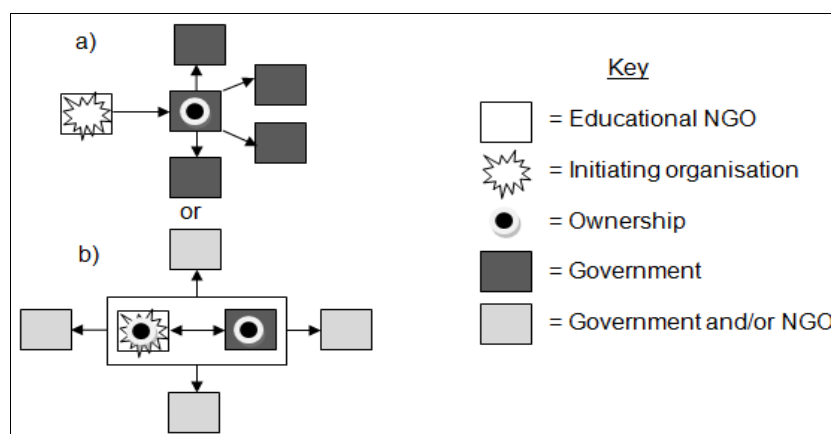 a)
or
b)
Key
= Educational NGO
= Initiating organisation
= Ownership
= Government
= Government and/or NGO